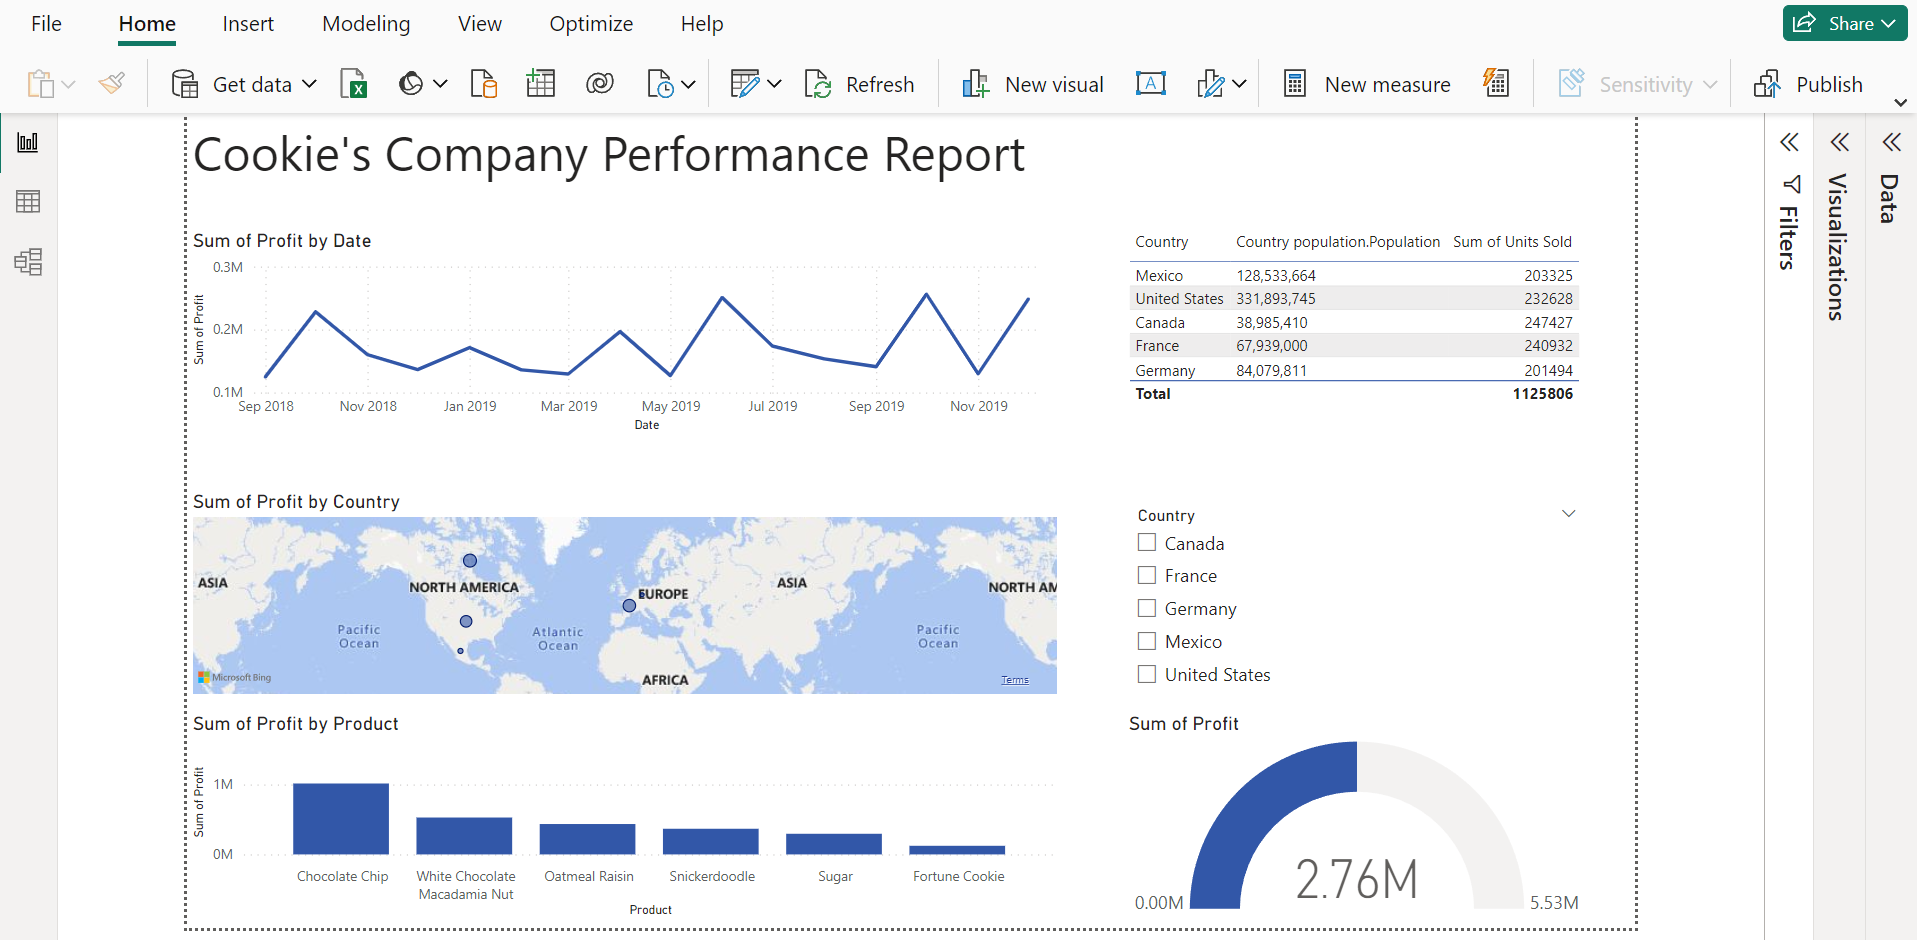 File Home Insert Modeling View Optimize Help Share
Get data Refresh New visual A New measure Sensitivity Publish
Cookie's Company Performance Report
Filters
Visualizations
Data
Sum of Profit by Date
Sum of Profit
0.3M
0.2M
0.1M
Sep 2018 Nov 2018 Jan 2019 Mar 2019 May 2019 Jul 2019 Sep 2019 Nov 2019
Date
Country Country population.Population Sum of Units Sold
Mexico 128,533,664 203325
United States 331,893,745 232628
Canada 38,985,410 247427
France 67,939,000 240932
Germany 84,079,811 201494
Total 1125806
Sum of Profit by Country
ASIA
NORTH AMERICA
EUROPE
ASIA
NORTH AM
Pacific
Ocean
Atlantic
Ocean
Pacific
Ocean
AFRICA
Microsoft Bing
Terms
Country
Canada
France
Germany
Mexico
United States
Sum of Profit by Product
Sum of Profit
1M
0M
Chocolate Chip
White Chocolate
Macadamia Nut
Oatmeal Raisin
Snickerdoodle
Sugar
Fortune Cookie
Product
Sum of Profit
2.76M
0.00M
5.53M